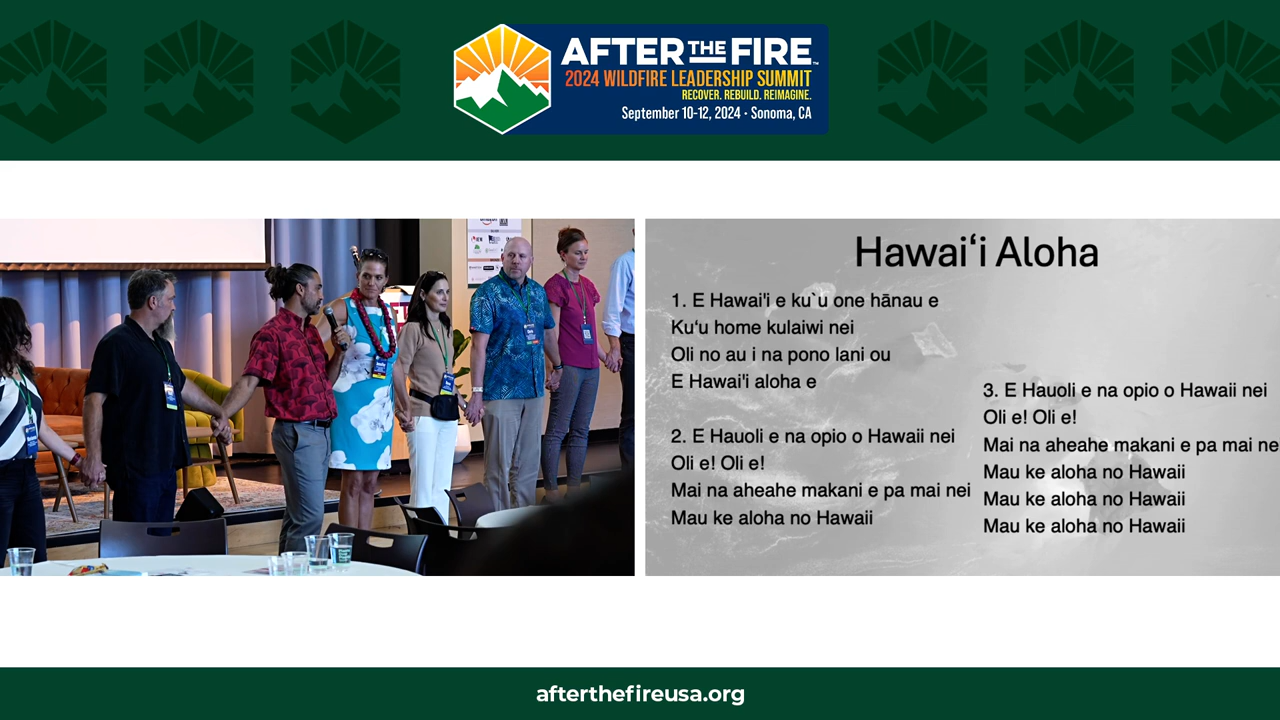 AFTER THE FIRE™
2024 WILDFIRE LEADERSHIP SUMMIT
RECOVER. REBUILD. REIMAGINE.
September 10-12, 2024 • Sonoma, CA
Hawaiʻi Aloha
1. E Hawai'i e ku`u one hānau e
Kuʻu home kulaiwi nei
Oli no au i na pono lani ou
E Hawai'i aloha e
2. E Hauoli e na opio o Hawaii nei
Oli e! Oli e!
Mai na aheahe makani e pa mai nei
Mau ke aloha no Hawaii
3. E Hauoli e na opio o Hawaii nei
Oli e! Oli e!
Mai na aheahe makani e pa mai ne
Mau ke aloha no Hawaii
Mau ke aloha no Hawaii
Mau ke aloha no Hawaii
afterthefireusa.org